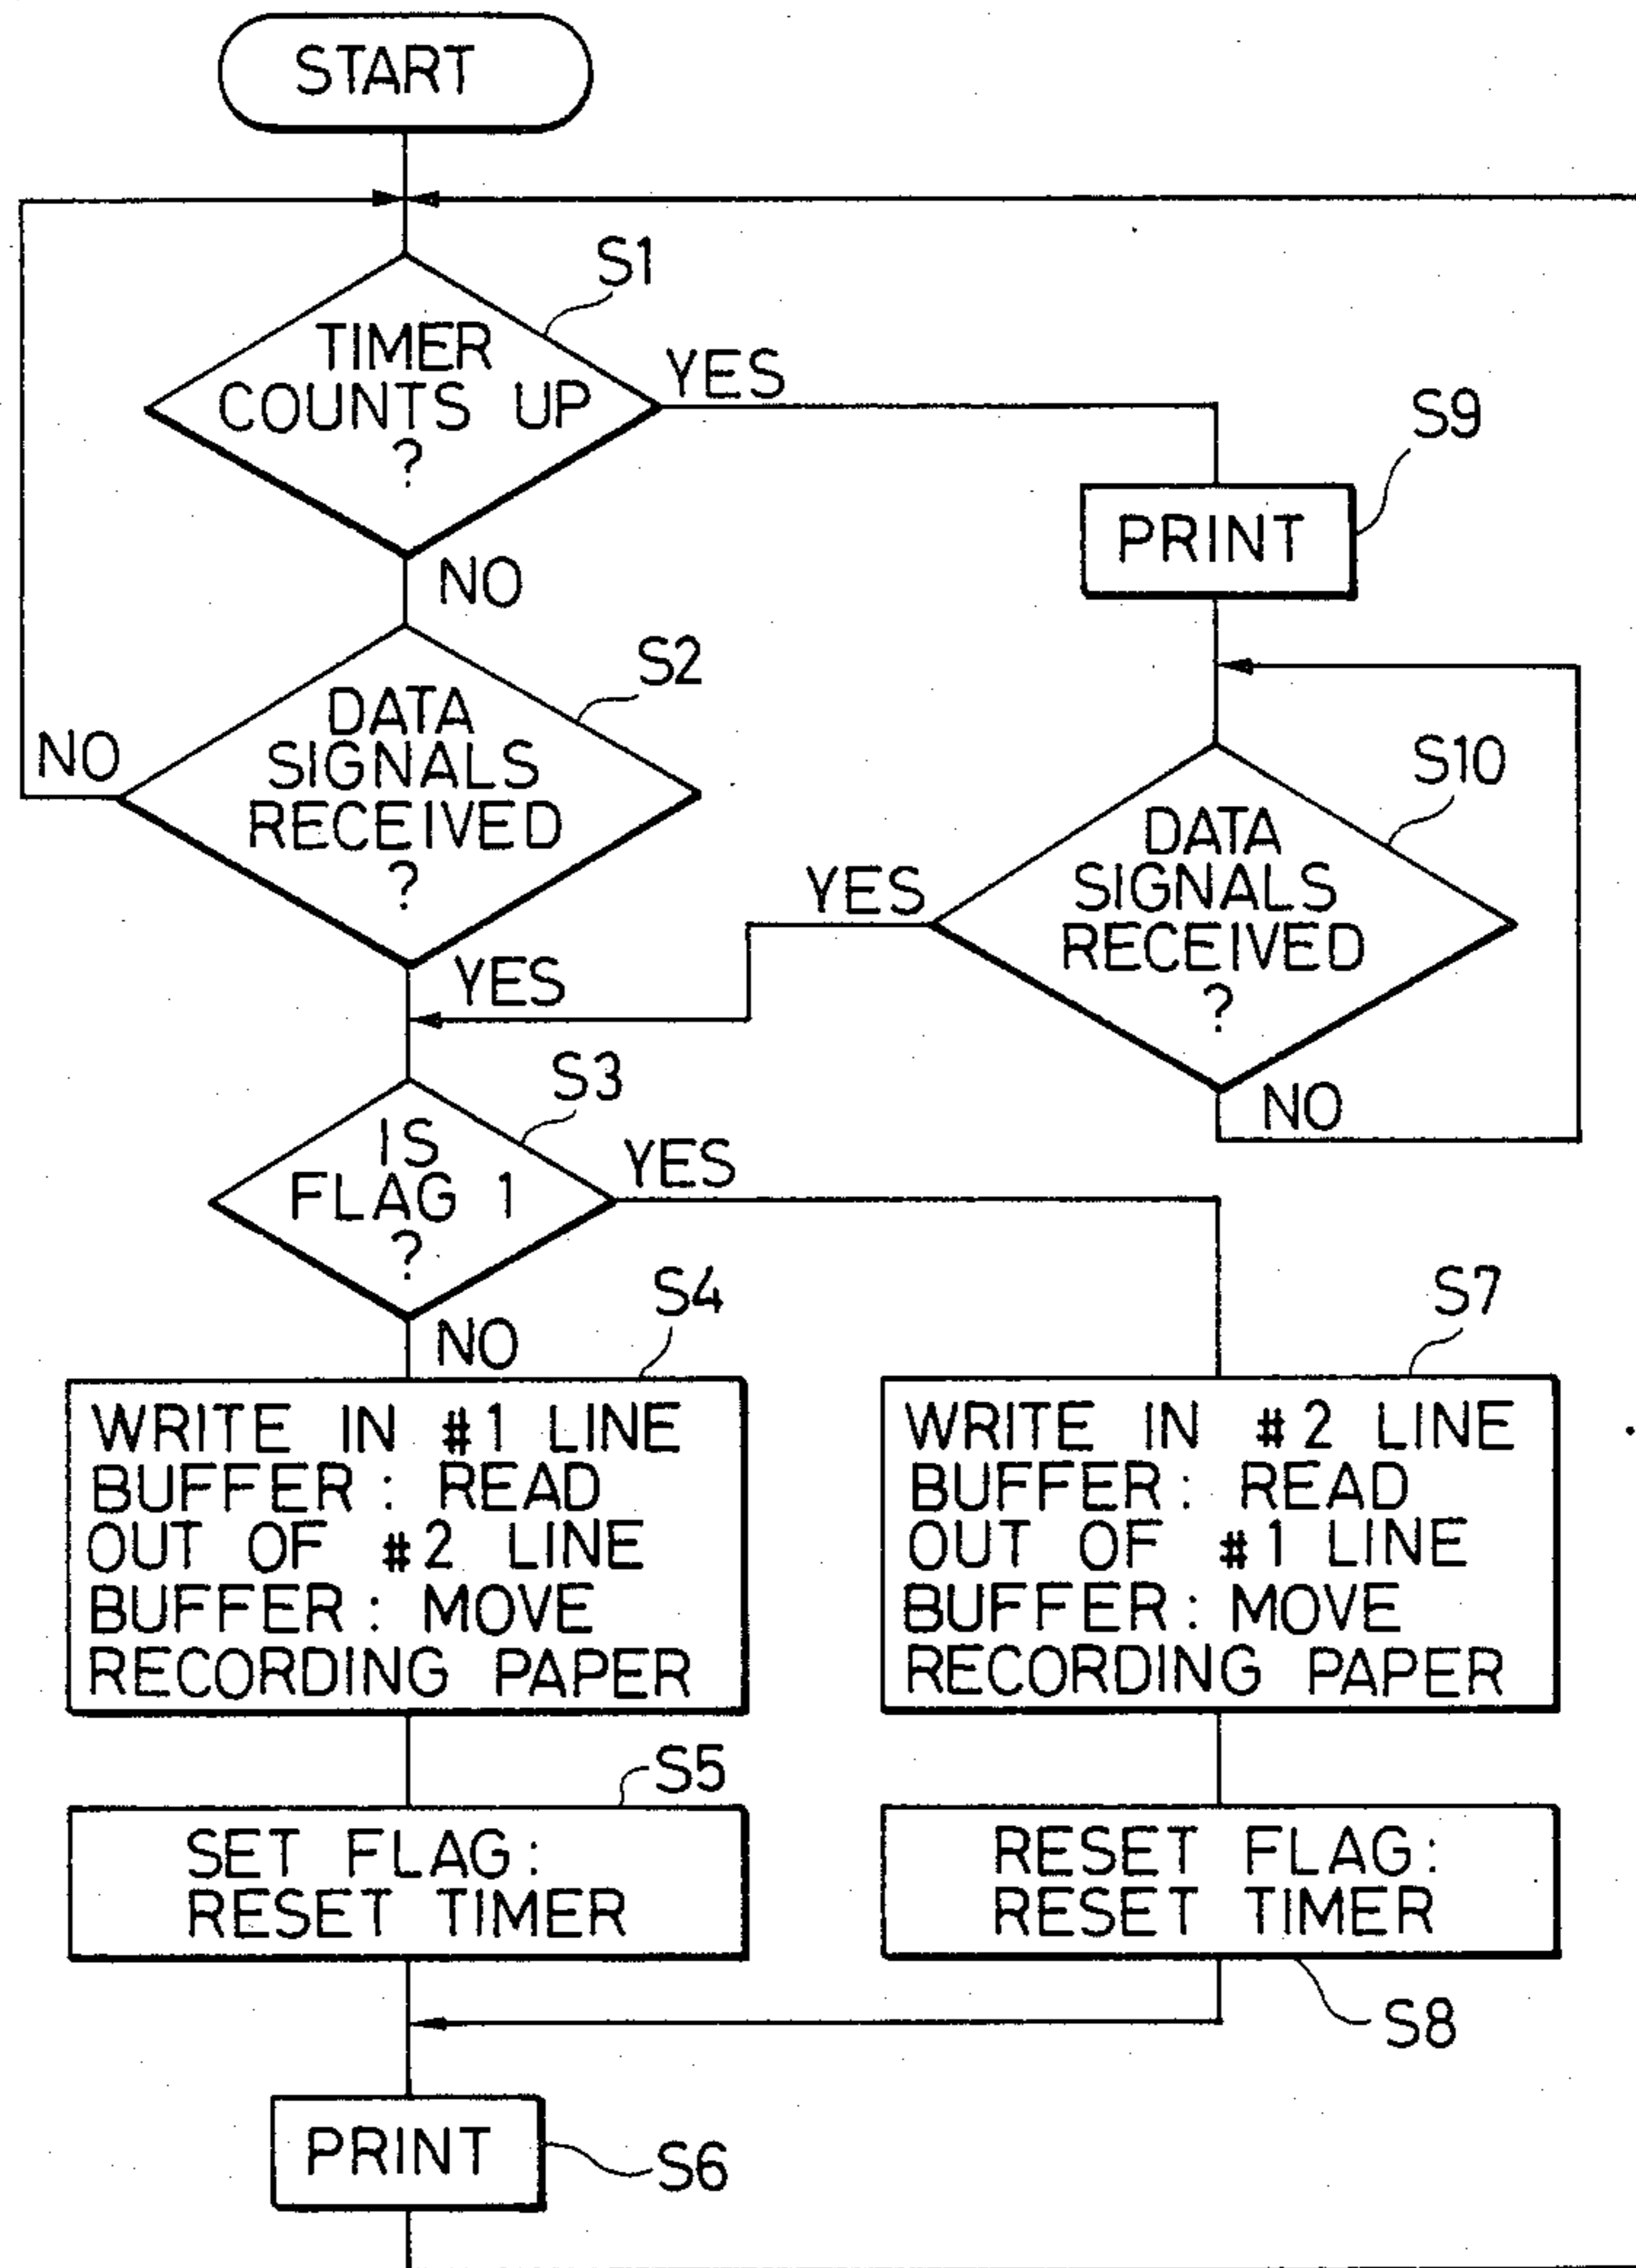 START
S1
TIMER
COUNTS UP
?
YES
NO
S9
PRINT
S2
DATA
SIGNALS
RECEIVED
?
NO
YES
S10
DATA
SIGNALS
RECEIVED
?
YES
NO
S3
IS
FLAG 1
?
YES
NO
S4
WRITE IN #1 LINE
BUFFER: READ
OUT OF #2 LINE
BUFFER: MOVE
RECORDING PAPER
S7
WRITE IN #2 LINE
BUFFER: READ
OUT OF #1 LINE
BUFFER: MOVE
RECORDING PAPER
S5
SET FLAG:
RESET TIMER
RESET FLAG:
RESET TIMER
S8
PRINT
S6